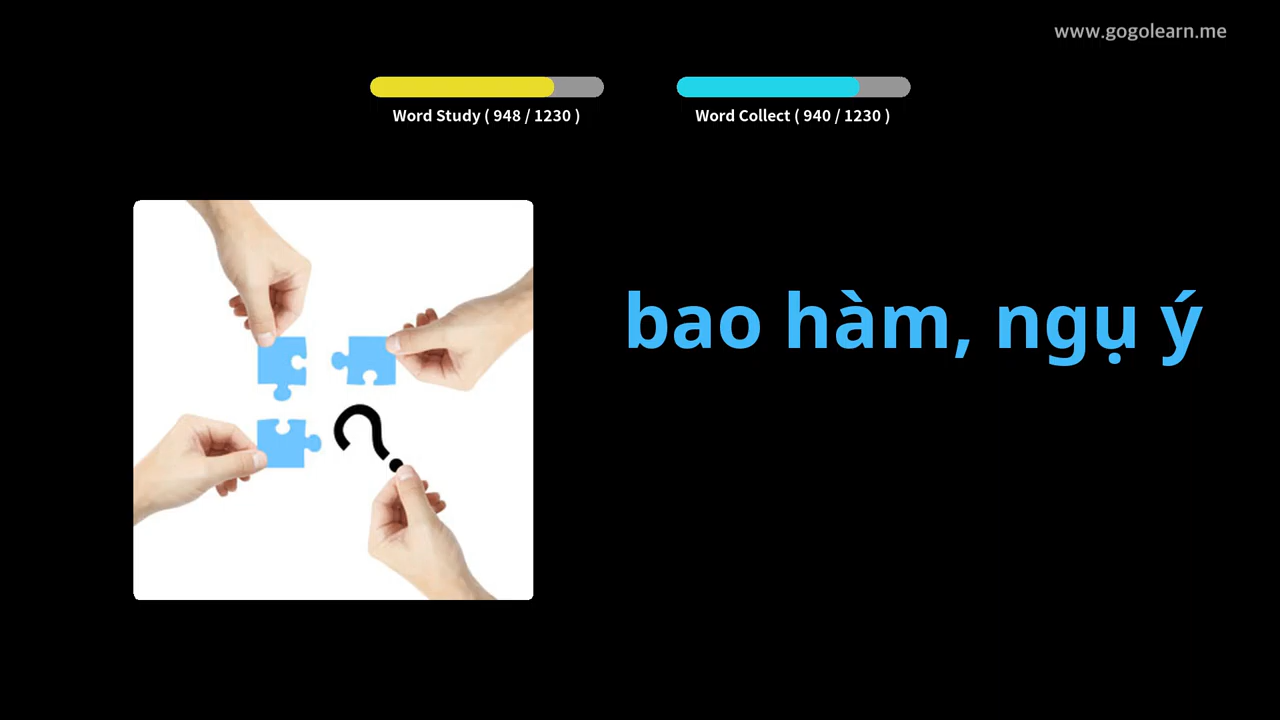 www.gogolearn.me
Word Study ( 948 / 1230 )
Word Collect ( 940 / 1230 )
bao hàm, ngụ ý
?